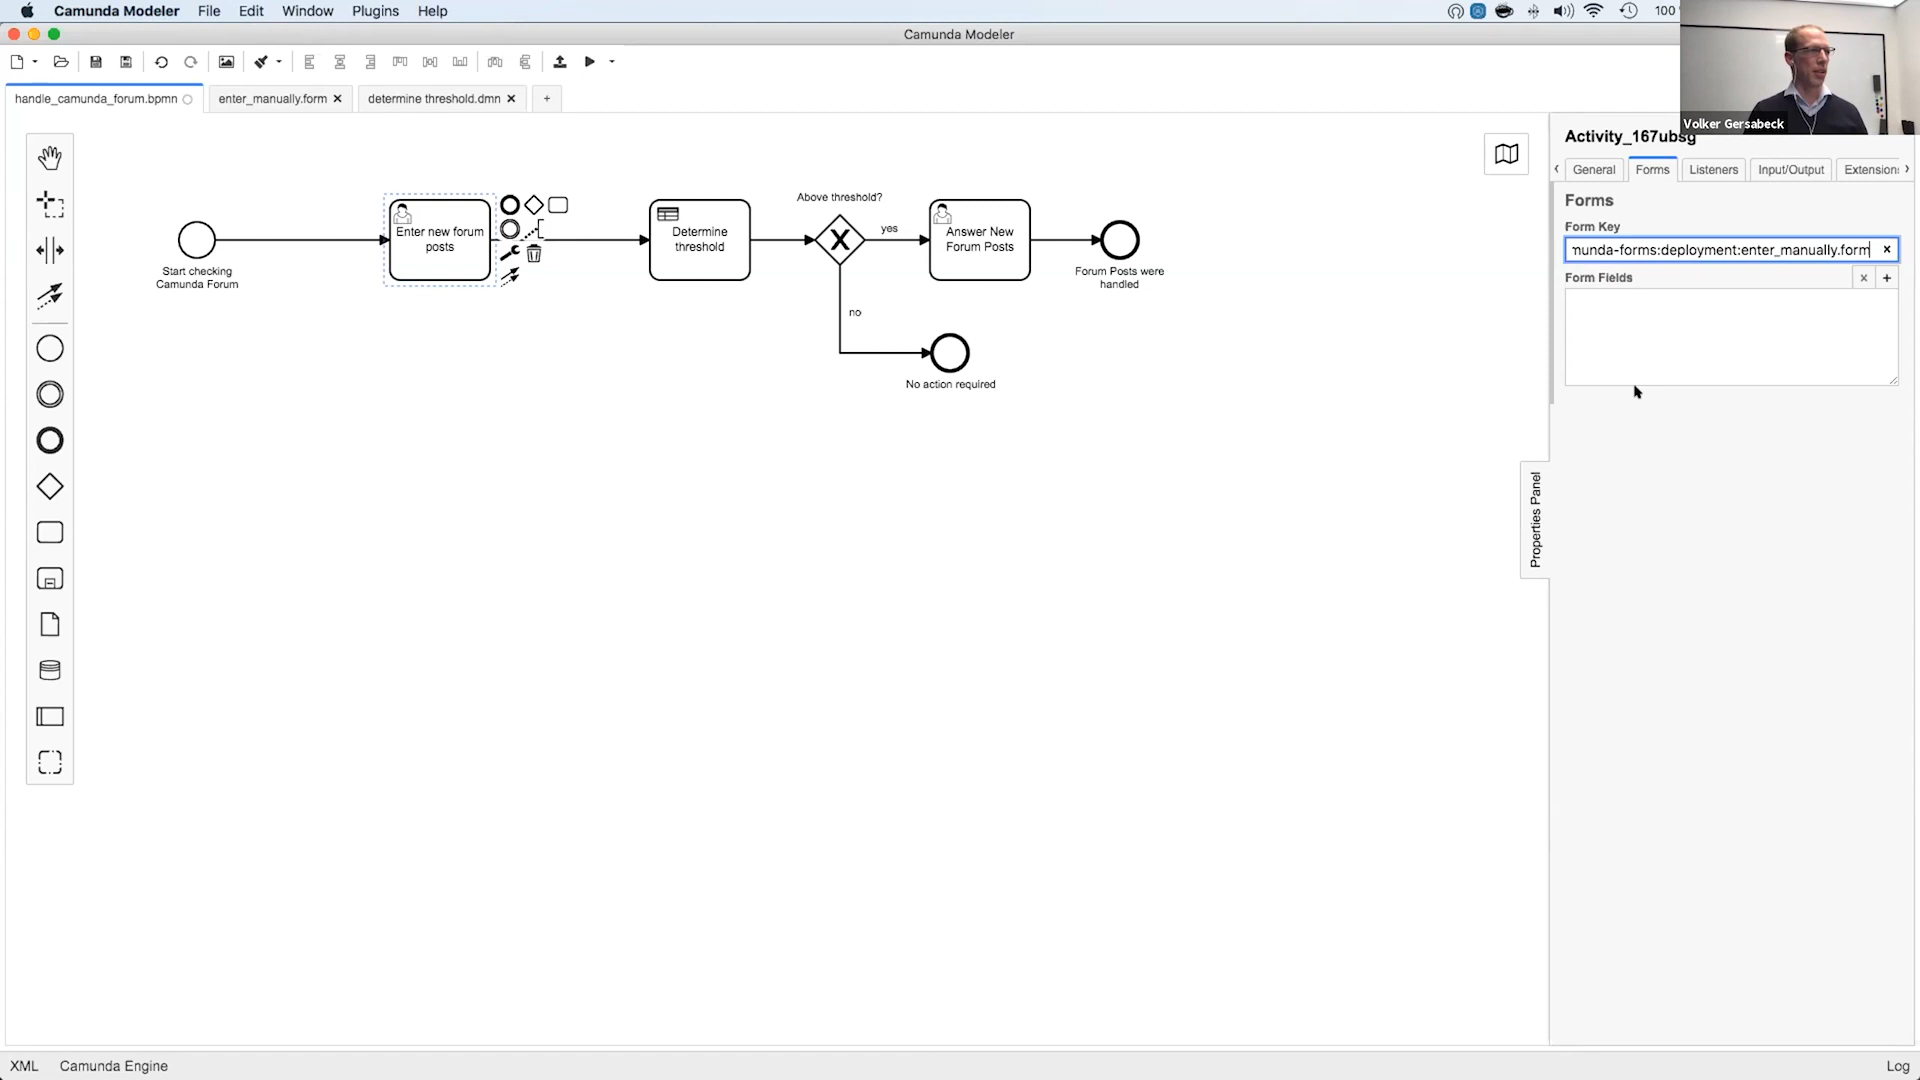 Camunda Modeler File Edit Window Plugins Help
100
Camunda Modeler
handle_camunda_forum.bpmn
enter_manually.form
determine threshold.dmn
Volker Gersabeck
Activity_167ubsg
General
Forms
Listeners
Input/Output
Extensions
Forms
Form Key
nunda-forms:deployment:enter_manually.form
Form Fields
Start checking
Camunda Forum
Enter new forum
posts
Determine
threshold
Above threshold?
yes
no
Answer New
Forum Posts
Forum Posts were
handled
No action required
Properties Panel
XML
Camunda Engine
Log